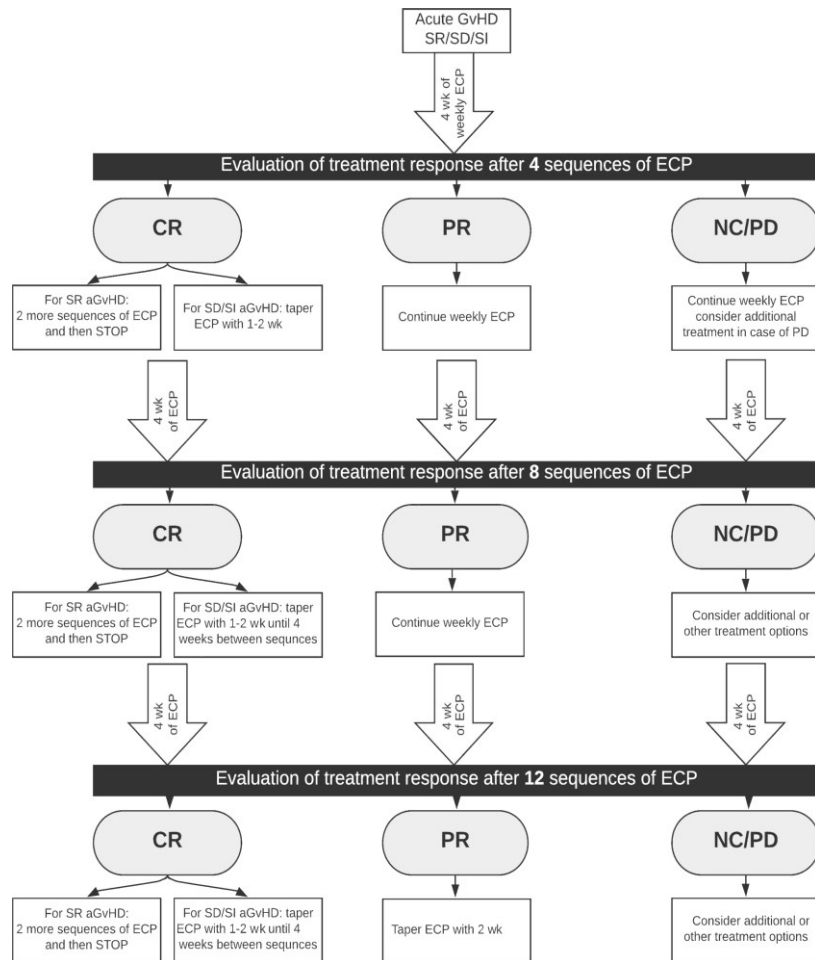 Acute GvHD
SR/SD/SI
4 wk of
weekly ECP
Evaluation of treatment response after 4 sequences of ECP
CR
PR
NC/PD
For SR aGvHD:
2 more sequences of ECP
and then STOP
For SD/SI aGvHD: taper
ECP with 1-2 wk
Continue weekly ECP
Continue weekly ECP
consider additional
treatment in case of PD
4 wk
of ECP
4 wk
of ECP
4 wk
of ECP
Evaluation of treatment response after 8 sequences of ECP
CR
PR
NC/PD
For SR aGvHD:
2 more sequences of ECP
and then STOP
For SD/SI aGvHD: taper
ECP with 1-2 wk until 4
weeks between sequnces
Continue weekly ECP
Consider additional or
other treatment options
4 wk
of ECP
4 wk
of ECP
4 wk
of ECP
Evaluation of treatment response after 12 sequences of ECP
CR
PR
NC/PD
For SR aGvHD:
2 more sequences of ECP
and then STOP
For SD/SI aGvHD: taper
ECP with 1-2 wk until 4
weeks between sequnces
Taper ECP with 2 wk
Consider additional or
other treatment options